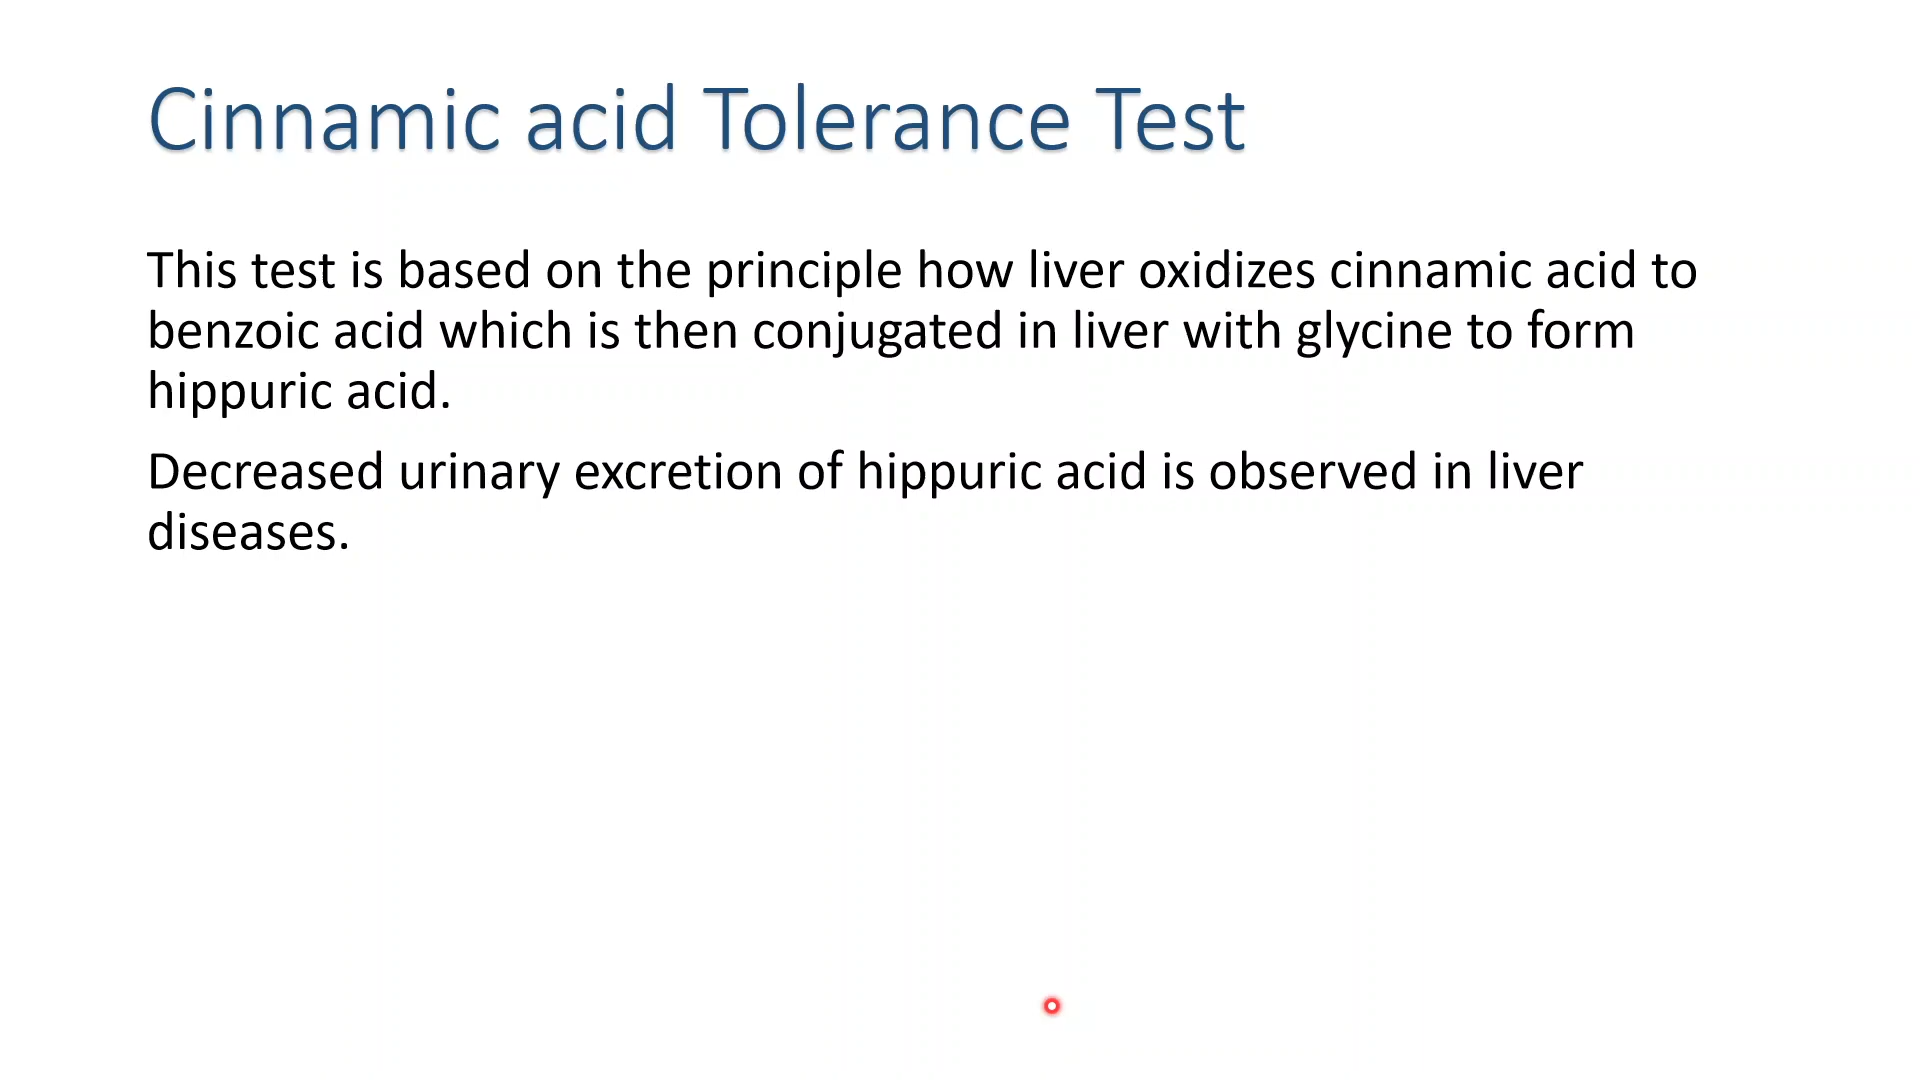 Cinnamic acid Tolerance Test
This test is based on the principle how liver oxidizes cinnamic acid to
benzoic acid which is then conjugated in liver with glycine to form
hippuric acid.
Decreased urinary excretion of hippuric acid is observed in liver
diseases.